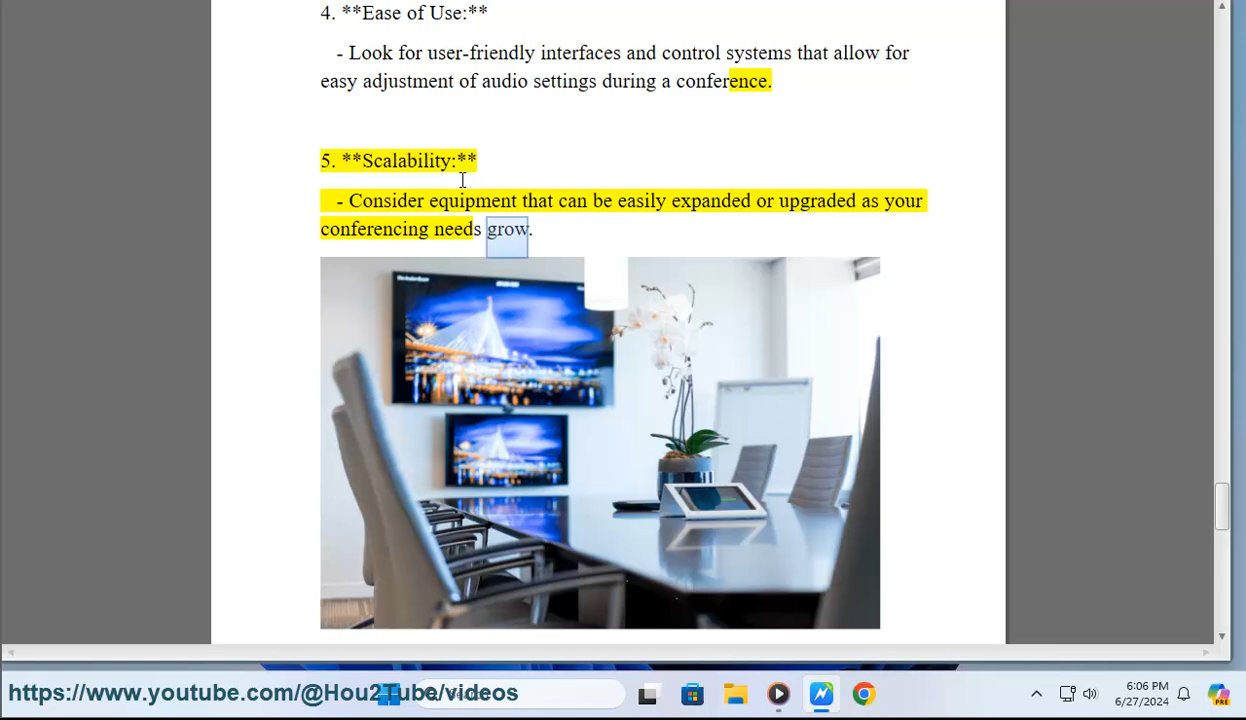 4. **Ease of Use:**
- Look for user-friendly interfaces and control systems that allow for
easy adjustment of audio settings during a conference.
5. **Scalability:**
- Consider equipment that can be easily expanded or upgraded as your
conferencing needs grow.
https://www.youtube.com/@Hou2Tube/videos
6:06 PM
6/27/2024
PRE